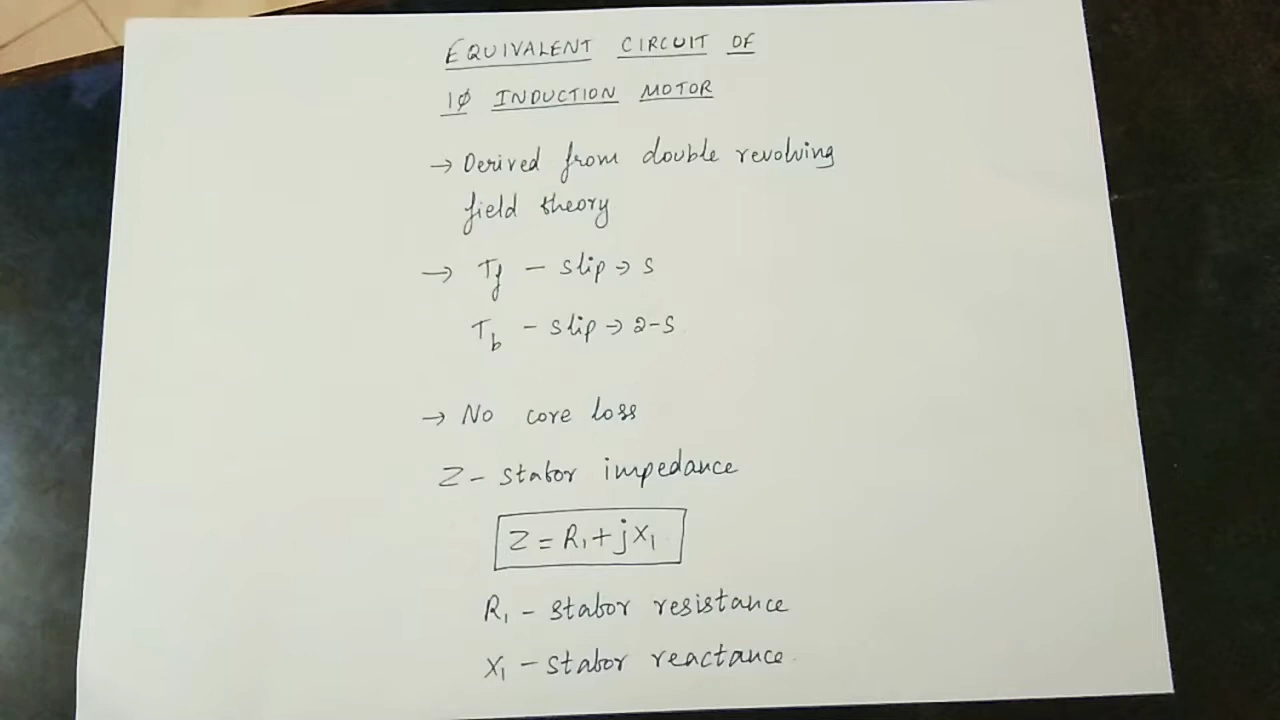 EQUIVALENT CIRCUIT OF
1φ INDUCTION MOTOR
→ Derived from double revolving
field theory
→ Tf - slip → s
Tb - slip → 2-s
→ No core loss
Z - stator impedance
Z = R1 + jX1
R1 - stator resistance
X1 - stator reactance